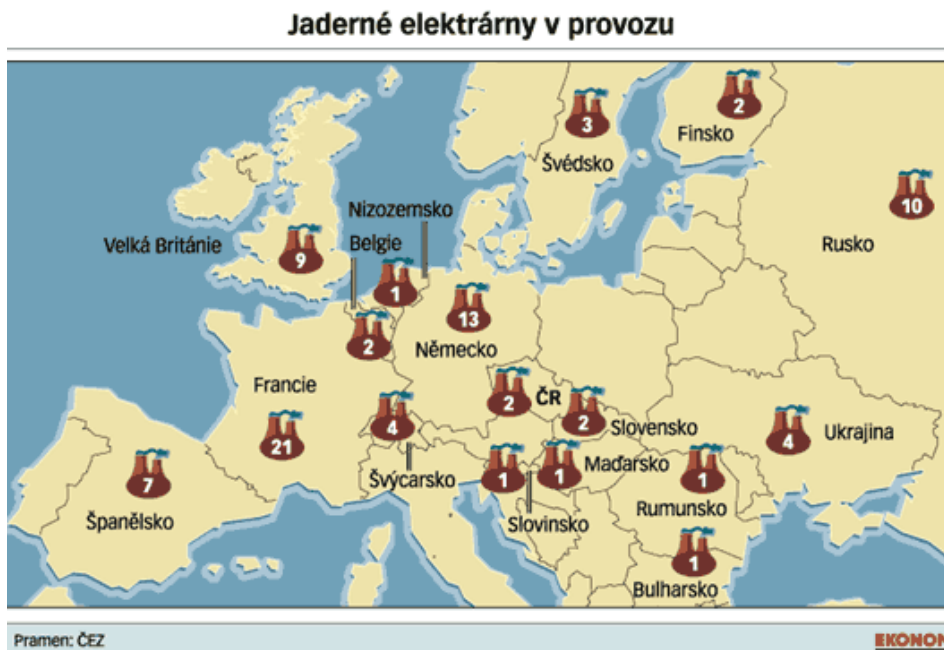 Jaderné elektrárny v provozu
2
3
Finsko
Švédsko
10
Nizozemsko
Velká Británie
Belgie
Rusko
9
1
13
2
Německo
Francie
2
ČR
4
2
Slovensko
4
Ukrajina
21
Švýcarsko
1
1
Maďarsko
1
7
Španělsko
Slovinsko
Rumunsko
1
Bulharsko
Pramen: ČEZ
EKONOM